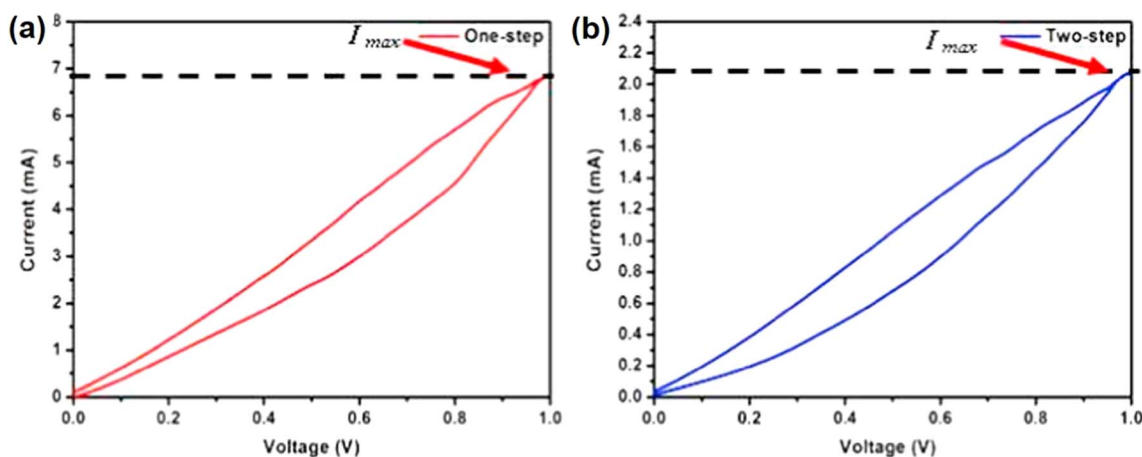 (a)
I max
One-step
8
7
6
5
4
3
2
1
0
Current (mA)
0.0 0.2 0.4 0.6 0.8 1.0
Voltage (V)
(b)
I max
Two-step
2.4
2.2
2.0
1.8
1.6
1.4
1.2
1.0
0.8
0.6
0.4
0.2
0.0
Current (mA)
0.0 0.2 0.4 0.6 0.8 1.0
Voltage (V)